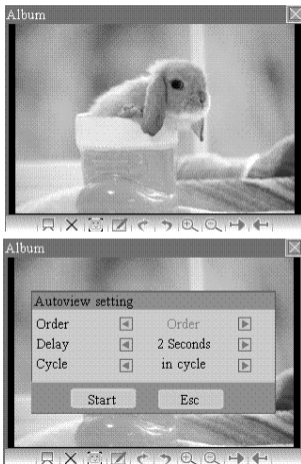 Album
Album
Autoview setting
Order Order
Delay 2 Seconds
Cycle in cycle
Start Esc